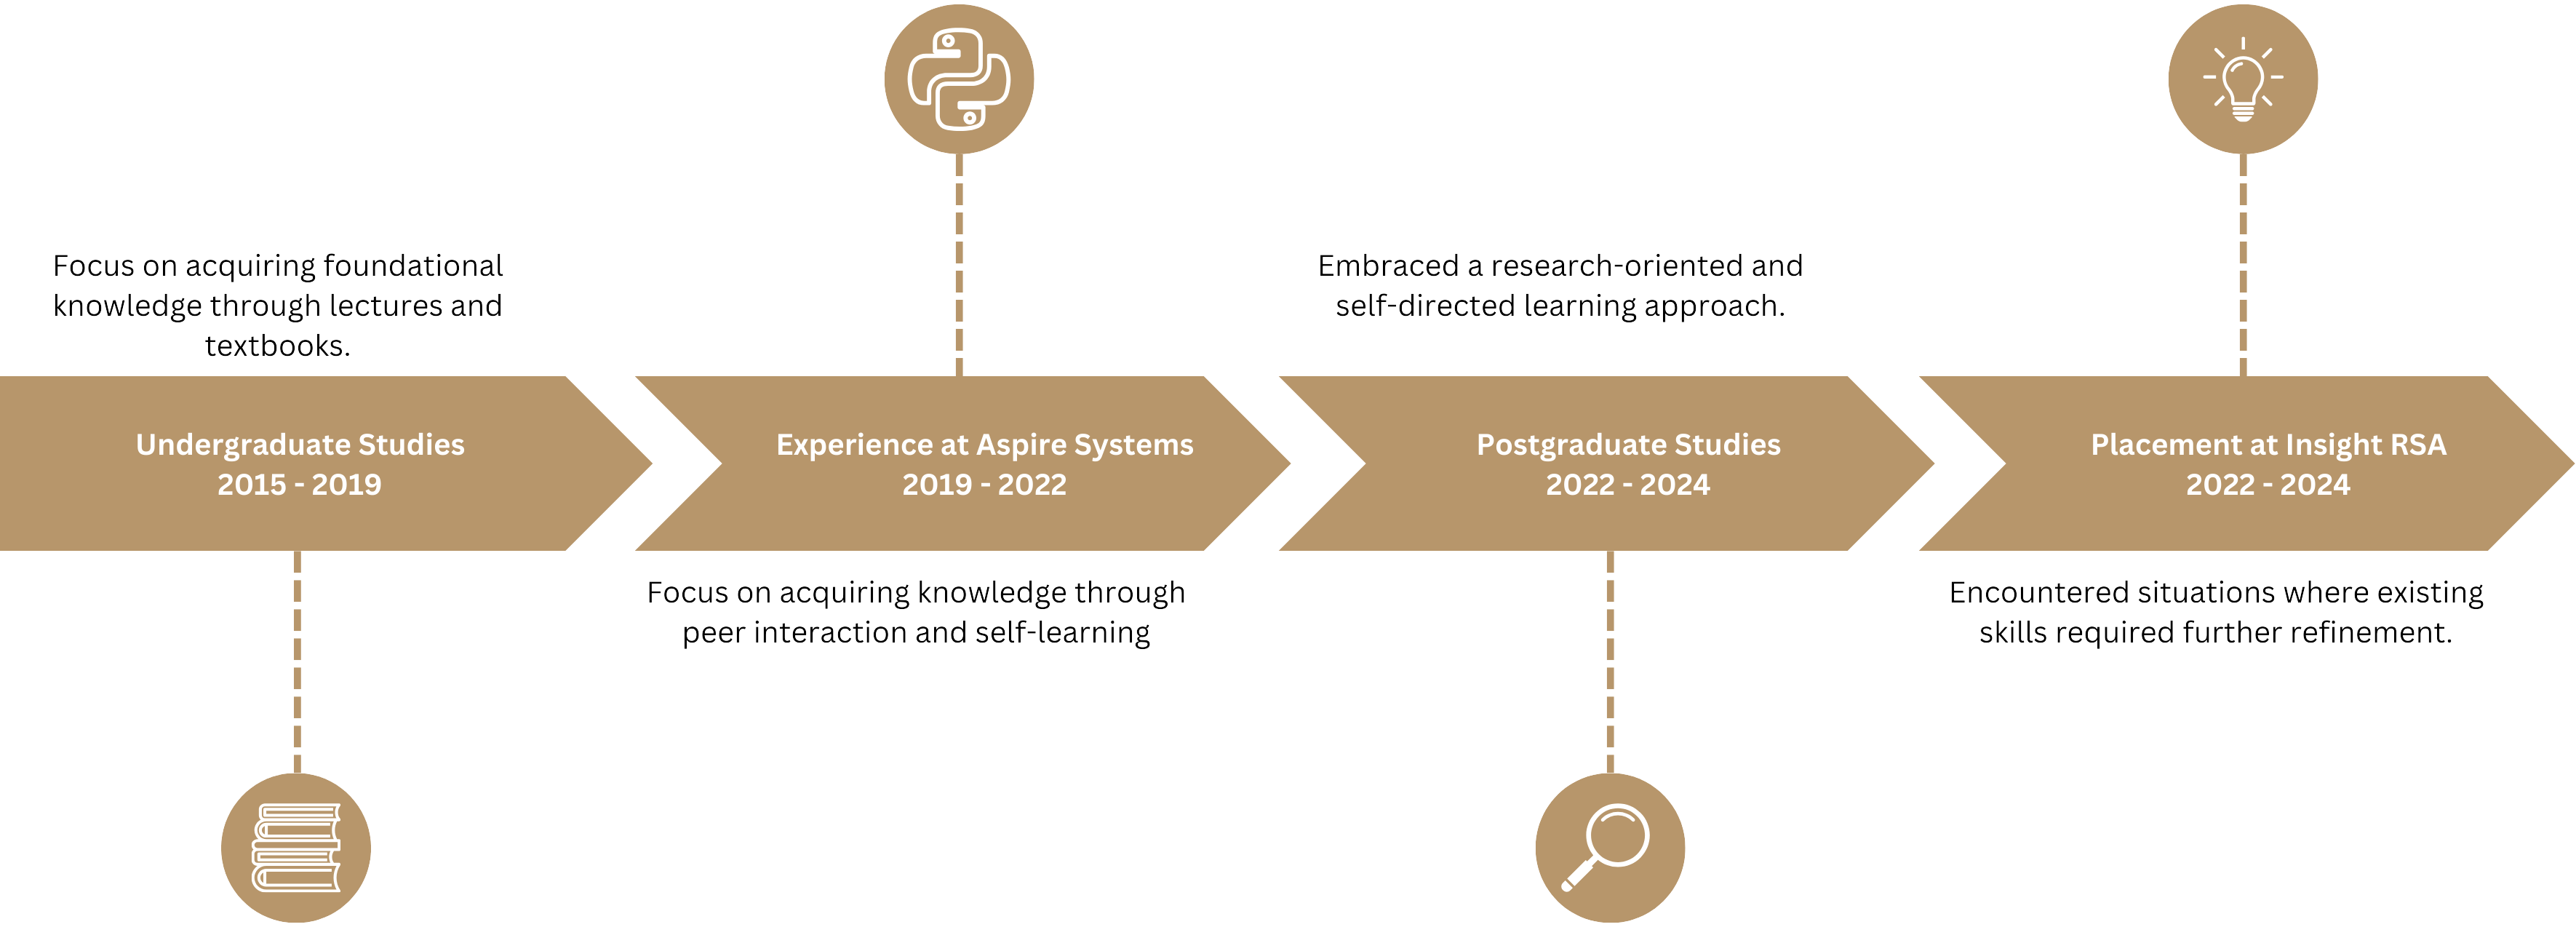 Focus on acquiring foundational
knowledge through lectures and
textbooks.
Undergraduate Studies
2015 - 2019
Experience at Aspire Systems
2019 - 2022
Focus on acquiring knowledge through
peer interaction and self-learning
Embraced a research-oriented and
self-directed learning approach.
Postgraduate Studies
2022 - 2024
Placement at Insight RSA
2022 - 2024
Encountered situations where existing
skills required further refinement.